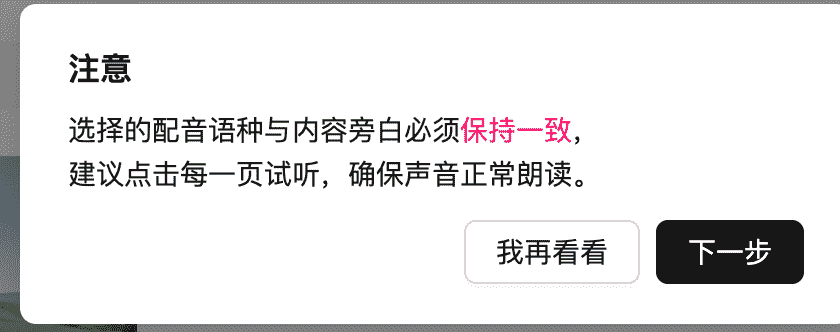 注意
选择的配音语种与内容旁白必须保持一致，
建议点击每一页试听，确保声音正常朗读。
我再看看
下一步